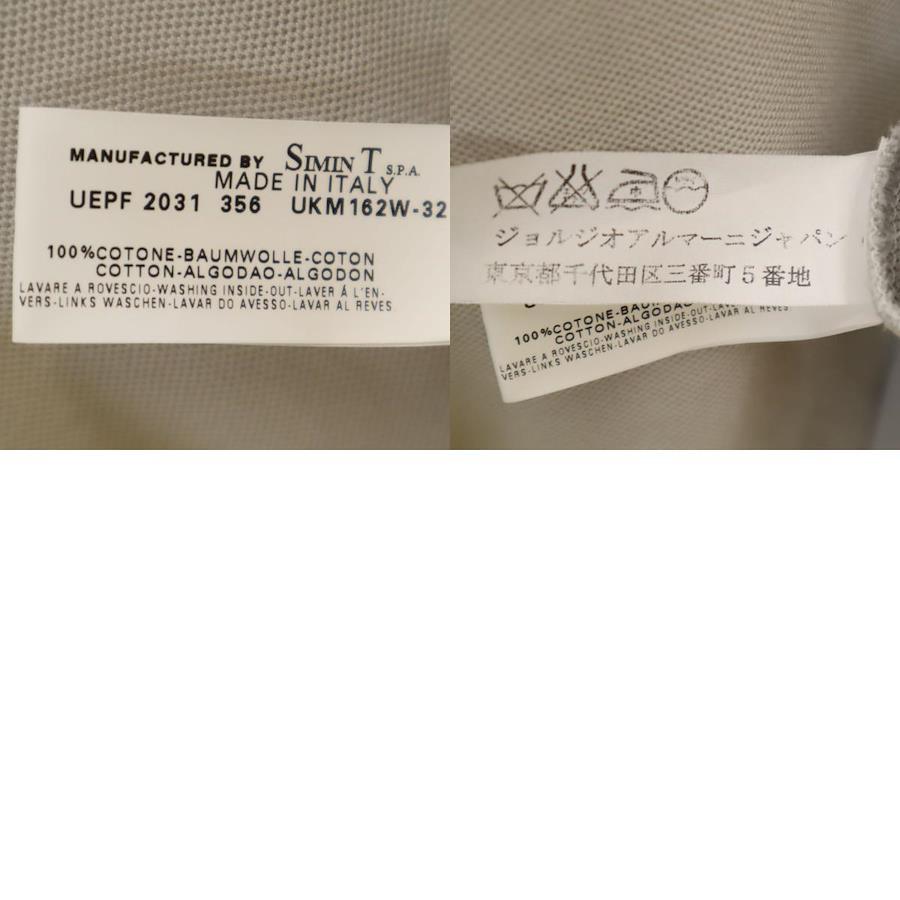 MANUFACTURED BY SIMIN T S.P.A.
MADE IN ITALY
UEPF 2031 356 UKM162W-32
100%COTONE-BAUMWOLLE-COTON
COTTON-ALGODAO-ALGODON
LAVARE A ROVESCIO-WASHING INSIDE-OUT-LAVER Á L'EN-
VERS-LINKS WASCHEN-LAVAR DO AVESSO-LAVAR AL REVES
ジョルジオアルマーニジャパン
東京都千代田区三番町5番地
100%COTONE-BAUMW
COTTON-ALGODAO
LAVARE A ROVESCIO-WASHING INSIDE-OUT-LAV
VERS-LINKS WASCHEN-LAVAR DO AVESSO-LAVAR AL REVES